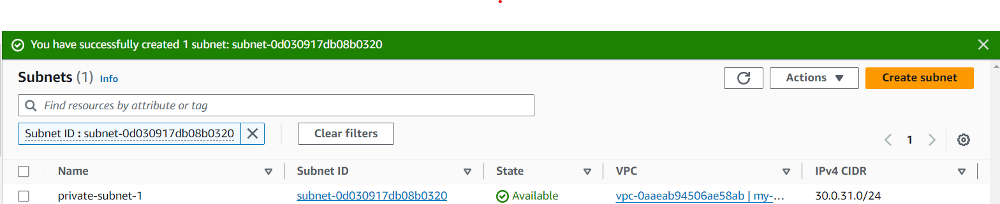 You have successfully created 1 subnet: subnet-0d030917db08b0320
Subnets (1) Info
Actions
Create subnet
Find resources by attribute or tag
Subnet ID : subnet-0d030917db08b0320
Clear filters
1
Name Subnet ID State VPC IPv4 CIDR
private-subnet-1 subnet-0d030917db08b0320 Available vpc-0aaeab94506ae58ab | my-... 30.0.31.0/24